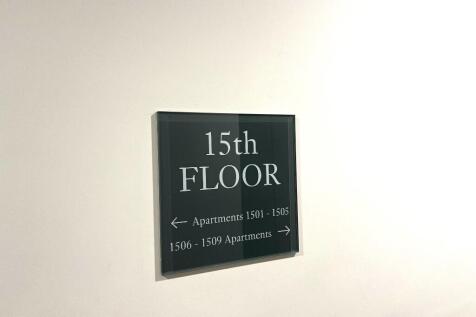 15th
FLOOR
← Apartments 1501 - 1505
1506 - 1509 Apartments →